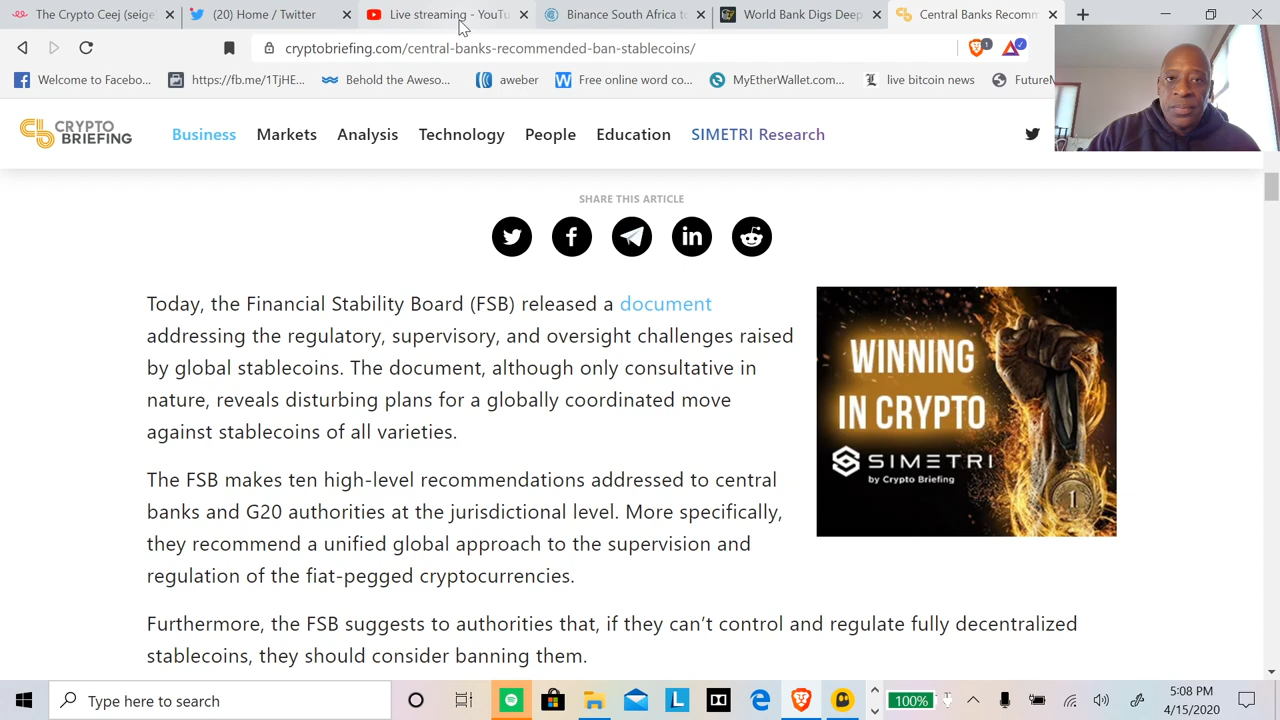 The Crypto Ceej (seige
(20) Home / Twitter
Live streaming - YouTu
Binance South Africa t
World Bank Digs Deep
Central Banks Recomm
cryptobriefing.com/central-banks-recommended-ban-stablecoins/
1
Welcome to Facebo...
https://fb.me/1TjHE...
Behold the Aweso...
aweber
Free online word co...
MyEtherWallet.com...
live bitcoin news
FutureN
CRYPTO
BRIEFING
Business
Markets
Analysis
Technology
People
Education
SIMETRI Research
SHARE THIS ARTICLE
Today, the Financial Stability Board (FSB) released a document
addressing the regulatory, supervisory, and oversight challenges raised
by global stablecoins. The document, although only consultative in
nature, reveals disturbing plans for a globally coordinated move
against stablecoins of all varieties.
WINNING
IN CRYPTO
SIMETRI
by Crypto Briefing
1
The FSB makes ten high-level recommendations addressed to central
banks and G20 authorities at the jurisdictional level. More specifically,
they recommend a unified global approach to the supervision and
regulation of the fiat-pegged cryptocurrencies.
Furthermore, the FSB suggests to authorities that, if they can’t control and regulate fully decentralized
stablecoins, they should consider banning them.
Type here to search
100%
5:08 PM
4/15/2020